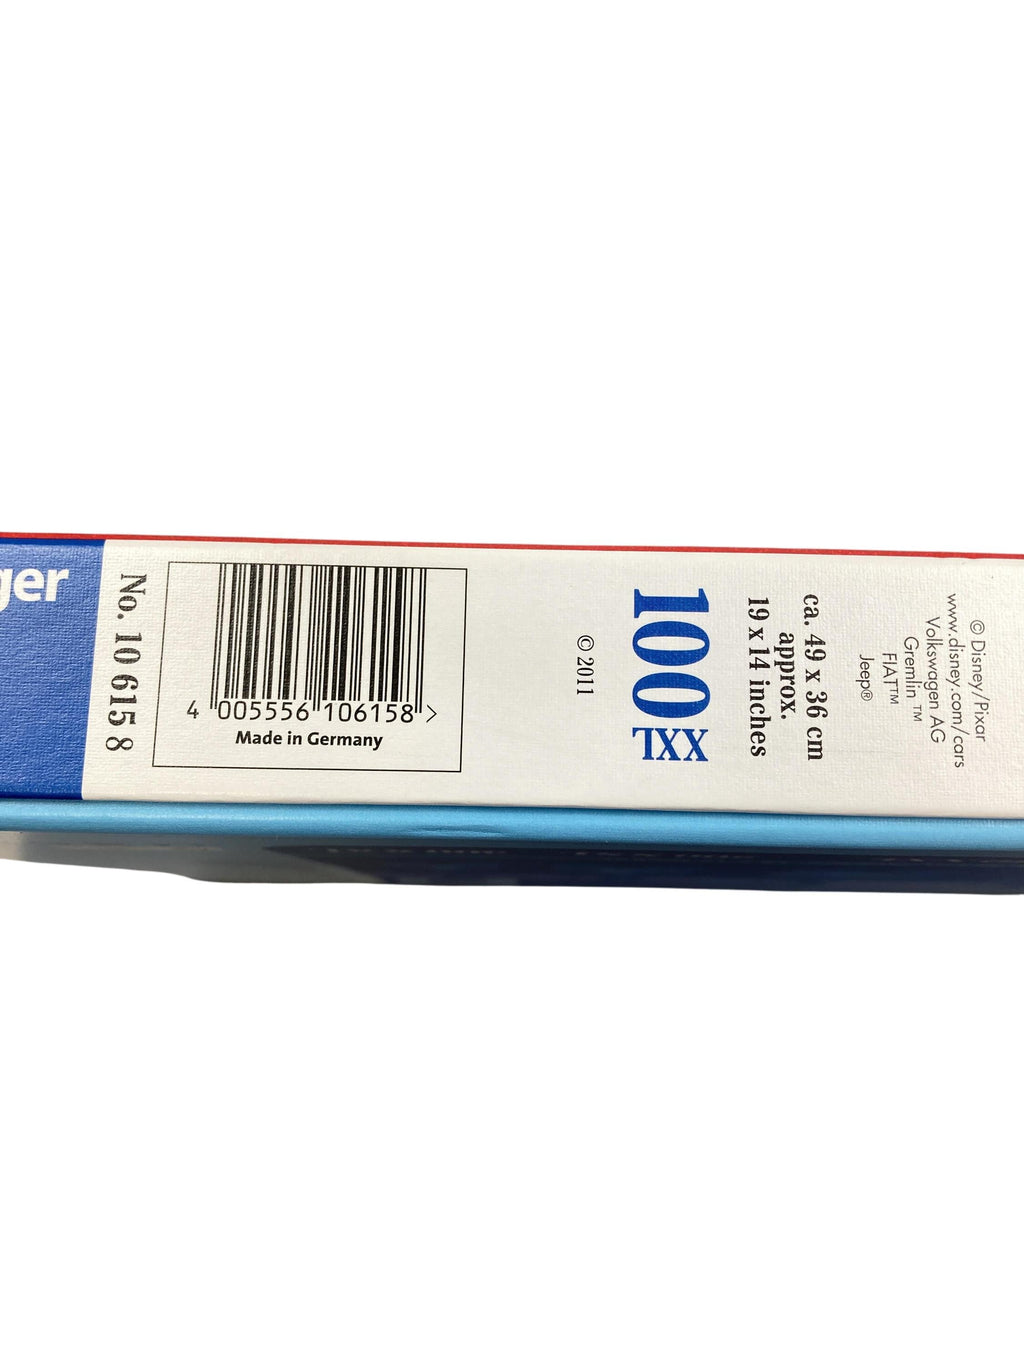 ger
No. 10 615 8
4 005556 106158 >
Made in Germany
© 2011
100
XXL
ca. 49 x 36 cm
approx.
19 x 14 inches
© Disney/Pixar
www.disney.com/cars
Volkswagen AG
Gremlin ™
FIAT™
Jeep®